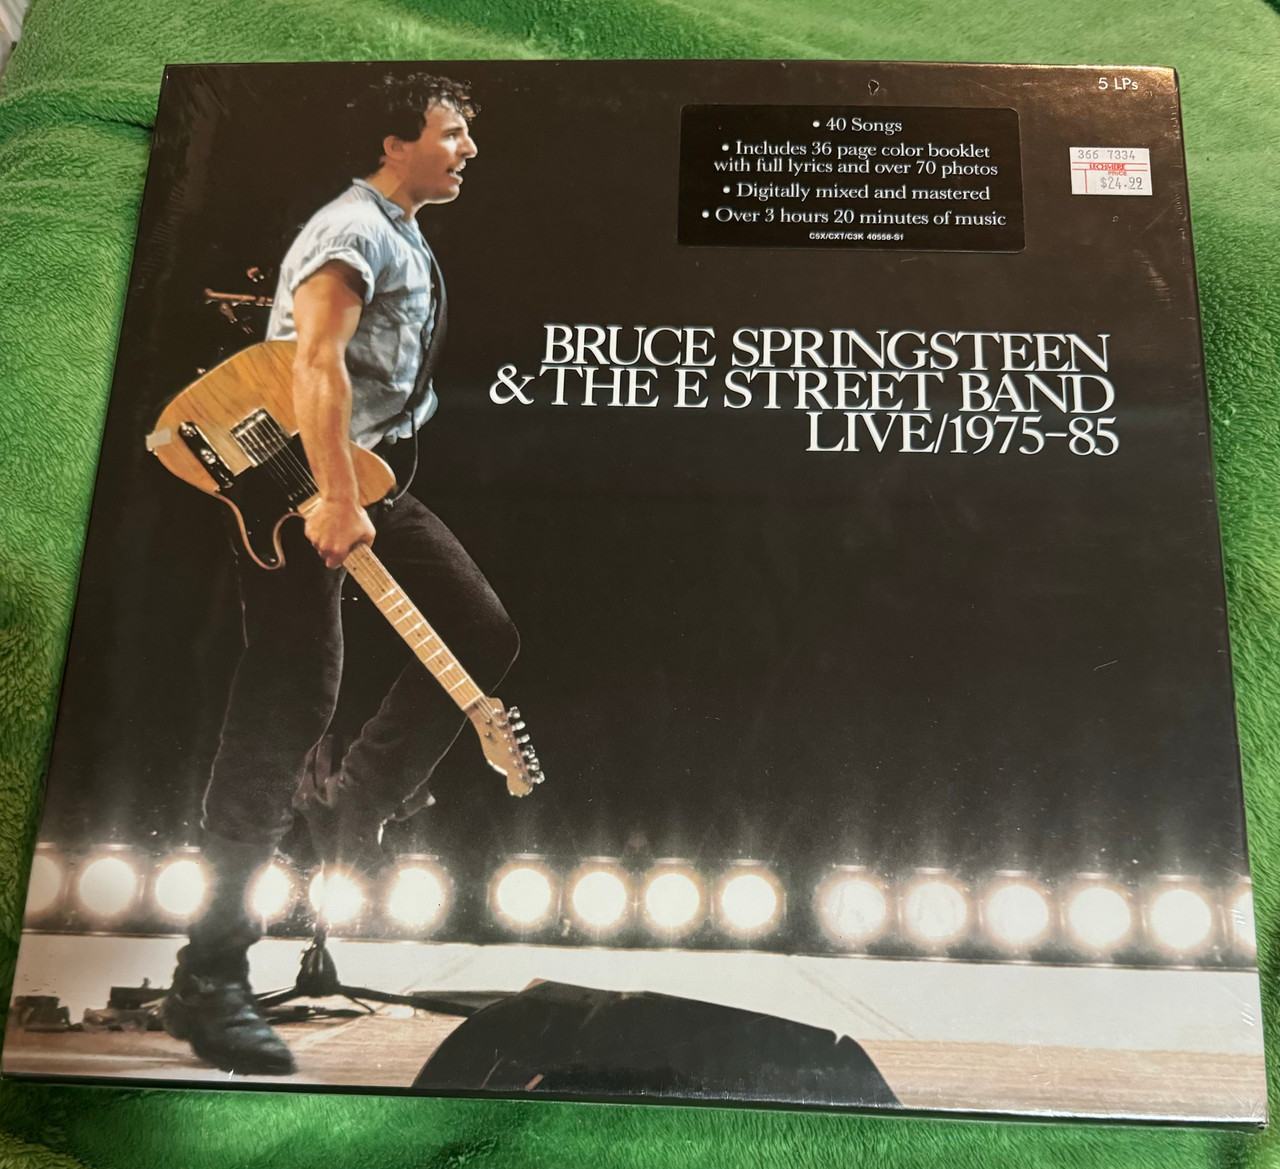 5 LPs
• 40 Songs
• Includes 36 page color booklet
with full lyrics and over 70 photos
• Digitally mixed and mastered
• Over 3 hours 20 minutes of music
C5X/CXT/C3K 40558-S1
366 7334
LECHMERE
PRICE
$24.99
BRUCE SPRINGSTEEN
& THE E STREET BAND
LIVE/1975–85